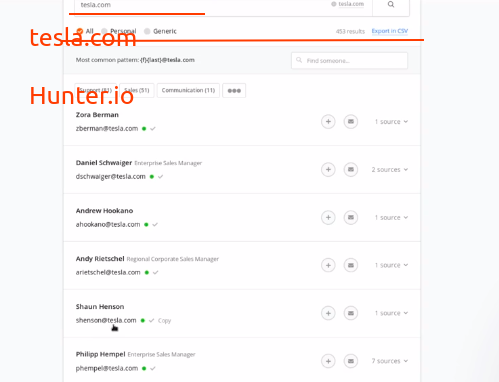 tesla.com
tesla.com
tesla.com
All Personal Generic
453 results Export in CSV
Most common pattern: {f}{last}@tesla.com
Find someone...
Hunter.io
Sales (51) Communication (11)
Zora Berman
zberman@tesla.com
1 source
Daniel Schwaiger Enterprise Sales Manager
dschwaiger@tesla.com
2 sources
Andrew Hookano
ahookano@tesla.com
1 source
Andy Rietschel Regional Corporate Sales Manager
arietschel@tesla.com
1 source
Shaun Henson
shenson@tesla.com Copy
1 source
Philipp Hempel Enterprise Sales Manager
phempel@tesla.com
7 sources